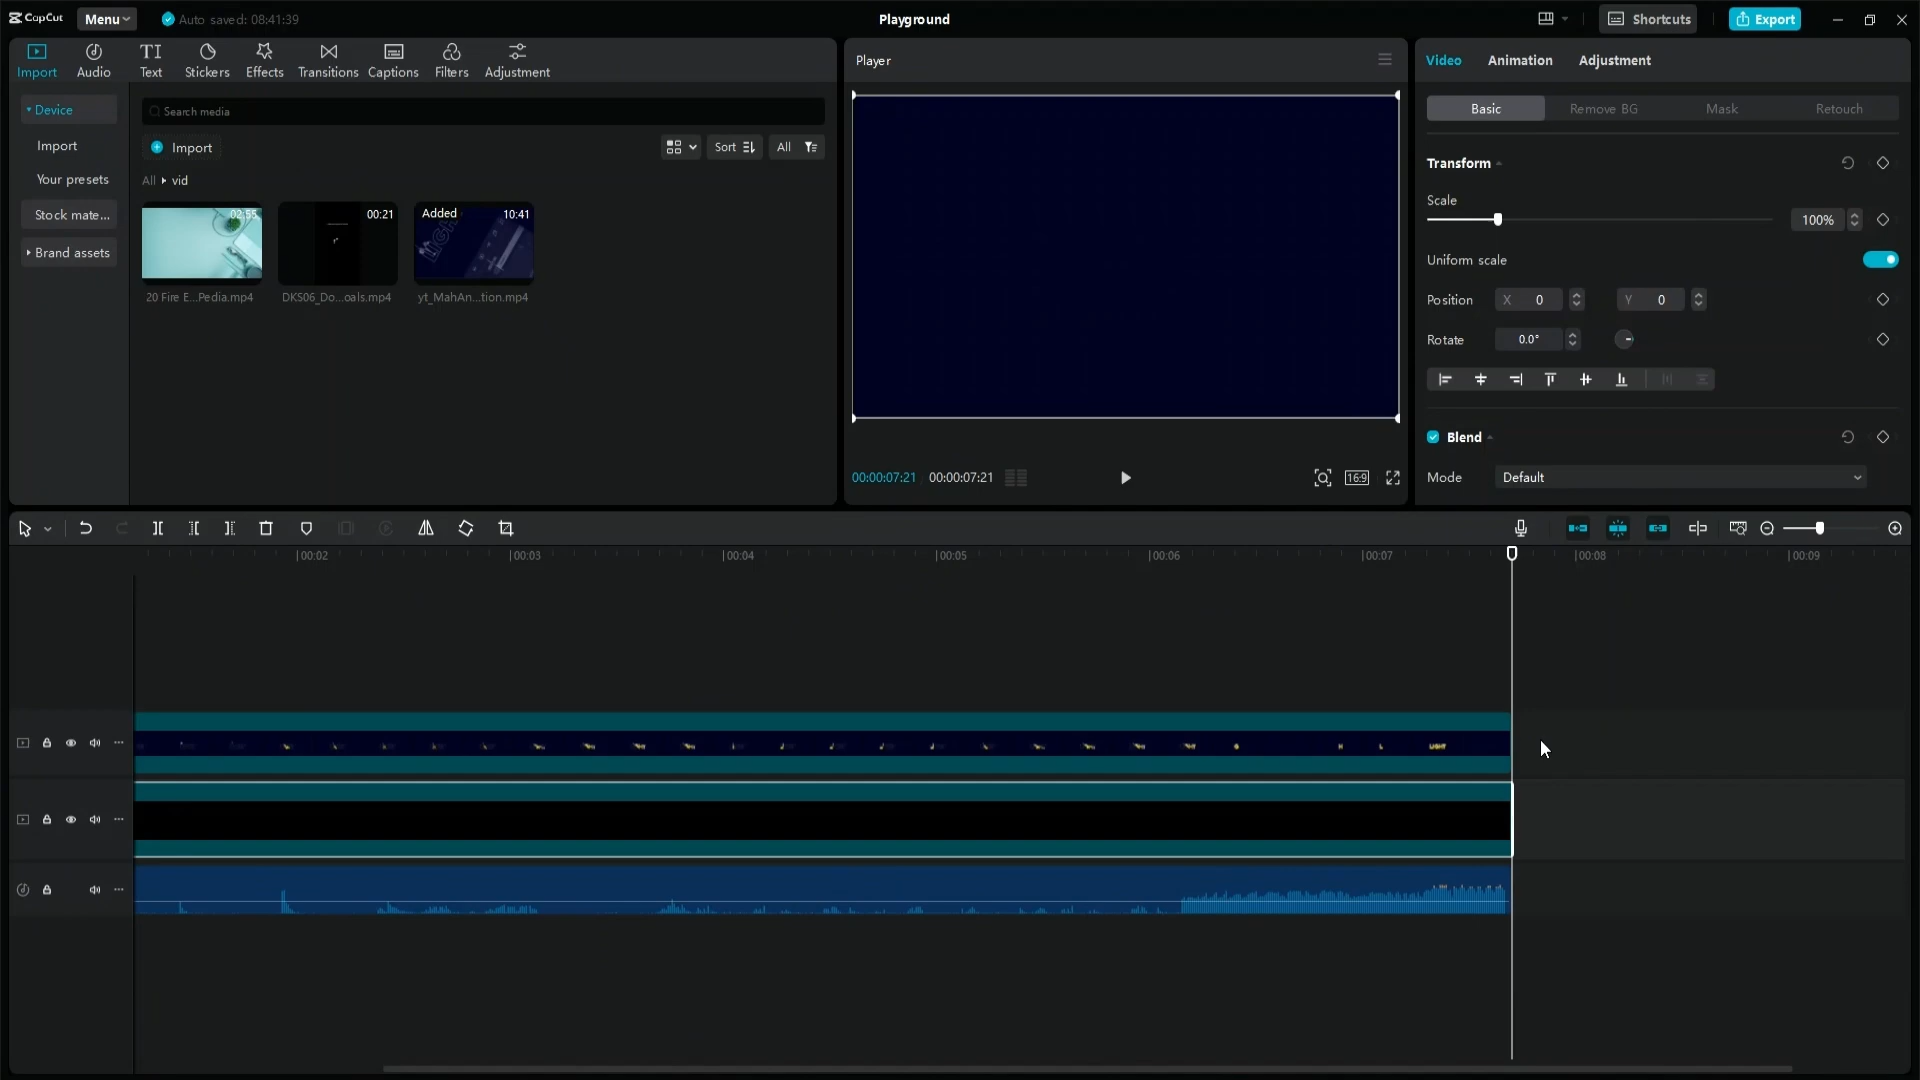 CapCut
Menu
Auto saved: 08:41:39
Playground
Shortcuts
Export
Import
Audio
TI
Text
Stickers
Effects
Transitions
Captions
Filters
Adjustment
Device
Import
Your presets
Stock mate...
Brand assets
Search media
Import
Sort
All
All
vid
02:55
00:21
Added
10:41
20 Fire E...Pedia.mp4
DKS06_Do...oals.mp4
yt_MahAn...tion.mp4
Player
00:00:07:21
00:00:07:21
16:9
Video
Animation
Adjustment
Basic
Remove BG
Mask
Retouch
Transform
Scale
100%
Uniform scale
Position
X
0
Y
0
Rotate
0.0°
Blend
Mode
Default
00:02
00:03
00:04
00:05
00:06
00:07
00:08
00:09
LIGHT